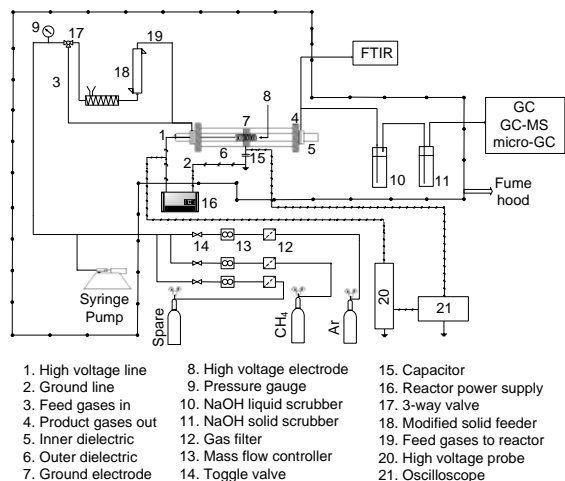 9
17
19
18
3
FTIR
7
8
4
1
5
6
15
2
16
GC
GC-MS
micro-GC
10
11
Fume
hood
14
13
12
Syringe
Pump
Spare
CH4
Ar
20
21
1. High voltage line
2. Ground line
3. Feed gases in
4. Product gases out
5. Inner dielectric
6. Outer dielectric
7. Ground electrode
8. High voltage electrode
9. Pressure gauge
10. NaOH liquid scrubber
11. NaOH solid scrubber
12. Gas filter
13. Mass flow controller
14. Toggle valve
15. Capacitor
16. Reactor power supply
17. 3-way valve
18. Modified solid feeder
19. Feed gases to reactor
20. High voltage probe
21. Oscilloscope